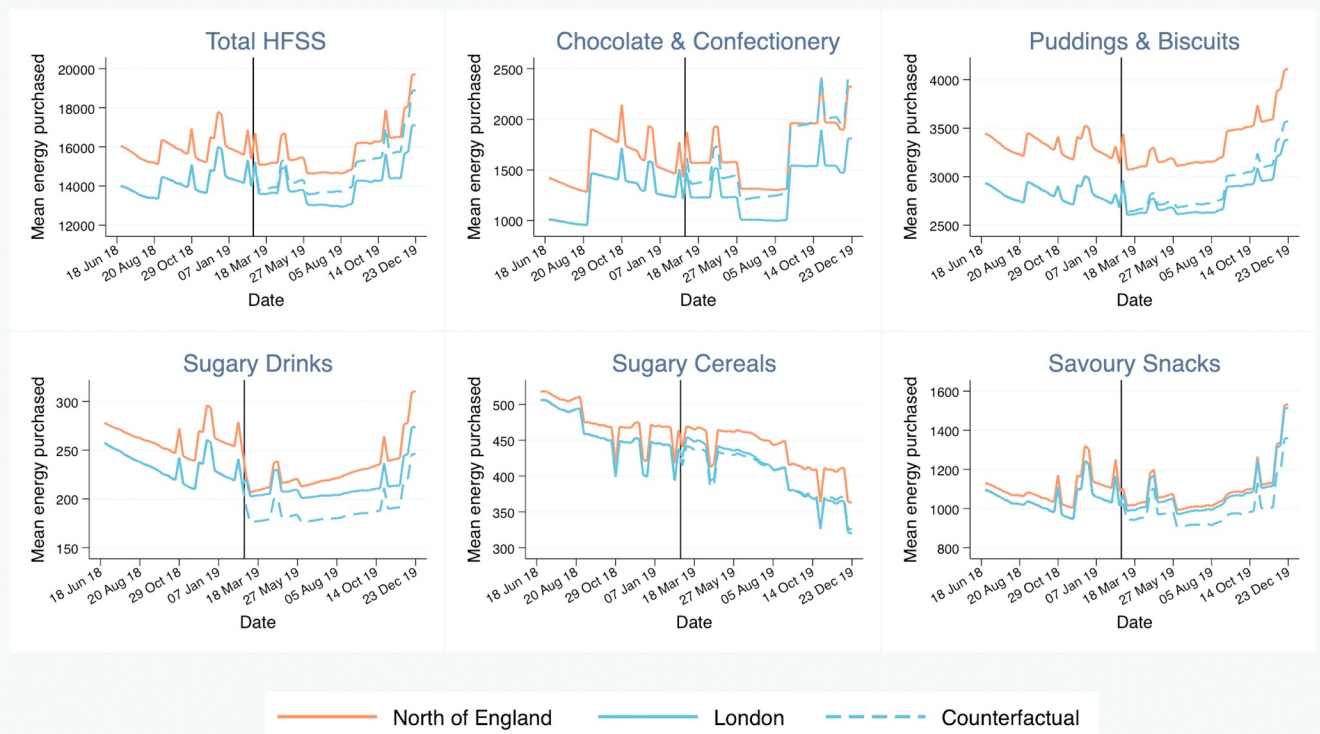 Total HFSS
Mean energy purchased
20000
18000
16000
14000
12000
18 Jun 18
20 Aug 18
29 Oct 18
07 Jan 19
18 Mar 19
27 May 19
05 Aug 19
14 Oct 19
23 Dec 19
Date
Chocolate & Confectionery
Mean energy purchased
2500
2000
1500
1000
18 Jun 18
20 Aug 18
29 Oct 18
07 Jan 19
18 Mar 19
27 May 19
05 Aug 19
14 Oct 19
23 Dec 19
Date
Puddings & Biscuits
Mean energy purchased
4000
3500
3000
2500
18 Jun 18
20 Aug 18
29 Oct 18
07 Jan 19
18 Mar 19
27 May 19
05 Aug 19
14 Oct 19
23 Dec 19
Date
Sugary Drinks
Mean energy purchased
300
250
200
150
18 Jun 18
20 Aug 18
29 Oct 18
07 Jan 19
18 Mar 19
27 May 19
05 Aug 19
14 Oct 19
23 Dec 19
Date
Sugary Cereals
Mean energy purchased
500
450
400
350
300
18 Jun 18
20 Aug 18
29 Oct 18
07 Jan 19
18 Mar 19
27 May 19
05 Aug 19
14 Oct 19
23 Dec 19
Date
Savoury Snacks
Mean energy purchased
1600
1400
1200
1000
800
18 Jun 18
20 Aug 18
29 Oct 18
07 Jan 19
18 Mar 19
27 May 19
05 Aug 19
14 Oct 19
23 Dec 19
Date
North of England
London
Counterfactual